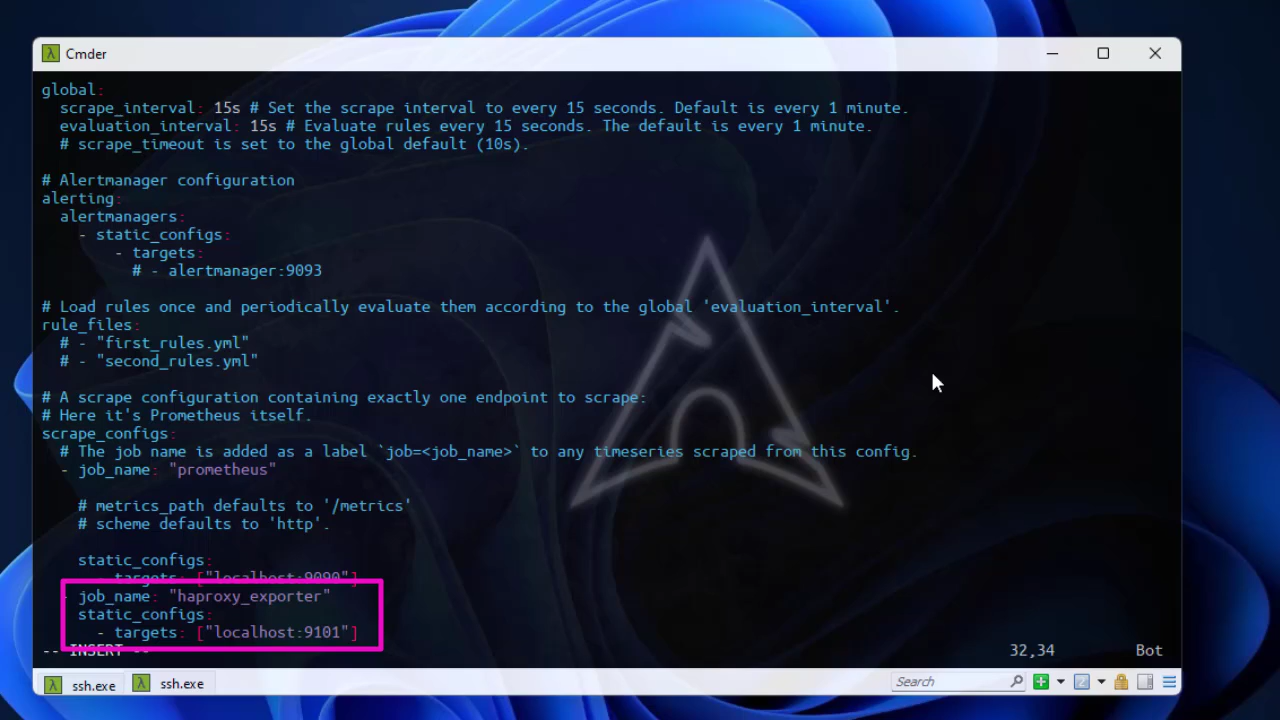 Cmder
global:
scrape_interval: 15s # Set the scrape interval to every 15 seconds. Default is every 1 minute.
evaluation_interval: 15s # Evaluate rules every 15 seconds. The default is every 1 minute.
# scrape_timeout is set to the global default (10s).
# Alertmanager configuration
alerting:
alertmanagers:
- static_configs:
- targets:
# - alertmanager:9093
# Load rules once and periodically evaluate them according to the global 'evaluation_interval'.
rule_files:
# - "first_rules.yml"
# - "second_rules.yml"
# A scrape configuration containing exactly one endpoint to scrape:
# Here it's Prometheus itself.
scrape_configs:
# The job name is added as a label `job=<job_name>` to any timeseries scraped from this config.
- job_name: "prometheus"
# metrics_path defaults to '/metrics'
# scheme defaults to 'http'.
static_configs:
- targets: ["localhost:9090"]
- job_name: "haproxy_exporter"
static_configs:
- targets: ["localhost:9101"]
-- INSERT -- 32,34 Bot
ssh.exe ssh.exe Search